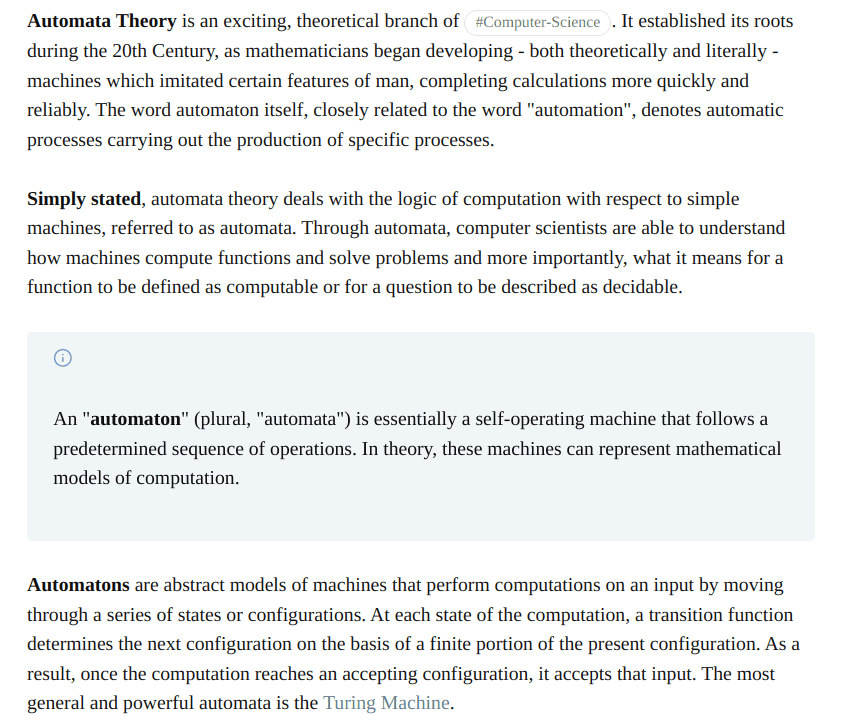 Automata Theory is an exciting, theoretical branch of #Computer-Science. It established its roots
during the 20th Century, as mathematicians began developing - both theoretically and literally -
machines which imitated certain features of man, completing calculations more quickly and
reliably. The word automaton itself, closely related to the word "automation", denotes automatic
processes carrying out the production of specific processes.
Simply stated, automata theory deals with the logic of computation with respect to simple
machines, referred to as automata. Through automata, computer scientists are able to understand
how machines compute functions and solve problems and more importantly, what it means for a
function to be defined as computable or for a question to be described as decidable.
An "automaton" (plural, "automata") is essentially a self-operating machine that follows a
predetermined sequence of operations. In theory, these machines can represent mathematical
models of computation.
Automatons are abstract models of machines that perform computations on an input by moving
through a series of states or configurations. At each state of the computation, a transition function
determines the next configuration on the basis of a finite portion of the present configuration. As a
result, once the computation reaches an accepting configuration, it accepts that input. The most
general and powerful automata is the Turing Machine.